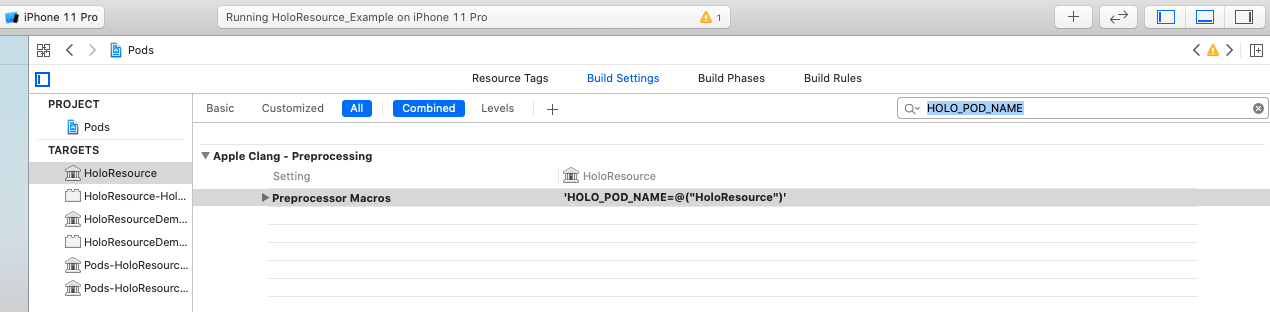 iPhone 11 Pro
Running HoloResource_Example on iPhone 11 Pro 1
Pods
Resource Tags Build Settings Build Phases Build Rules
PROJECT
Pods
TARGETS
HoloResource
HoloResource-Hol...
HoloResourceDem...
HoloResourceDem...
Pods-HoloResourc...
Pods-HoloResourc...
Basic Customized All Combined Levels HOLO_POD_NAME
Apple Clang - Preprocessing
Setting HoloResource
Preprocessor Macros 'HOLO_POD_NAME=@("HoloResource")'